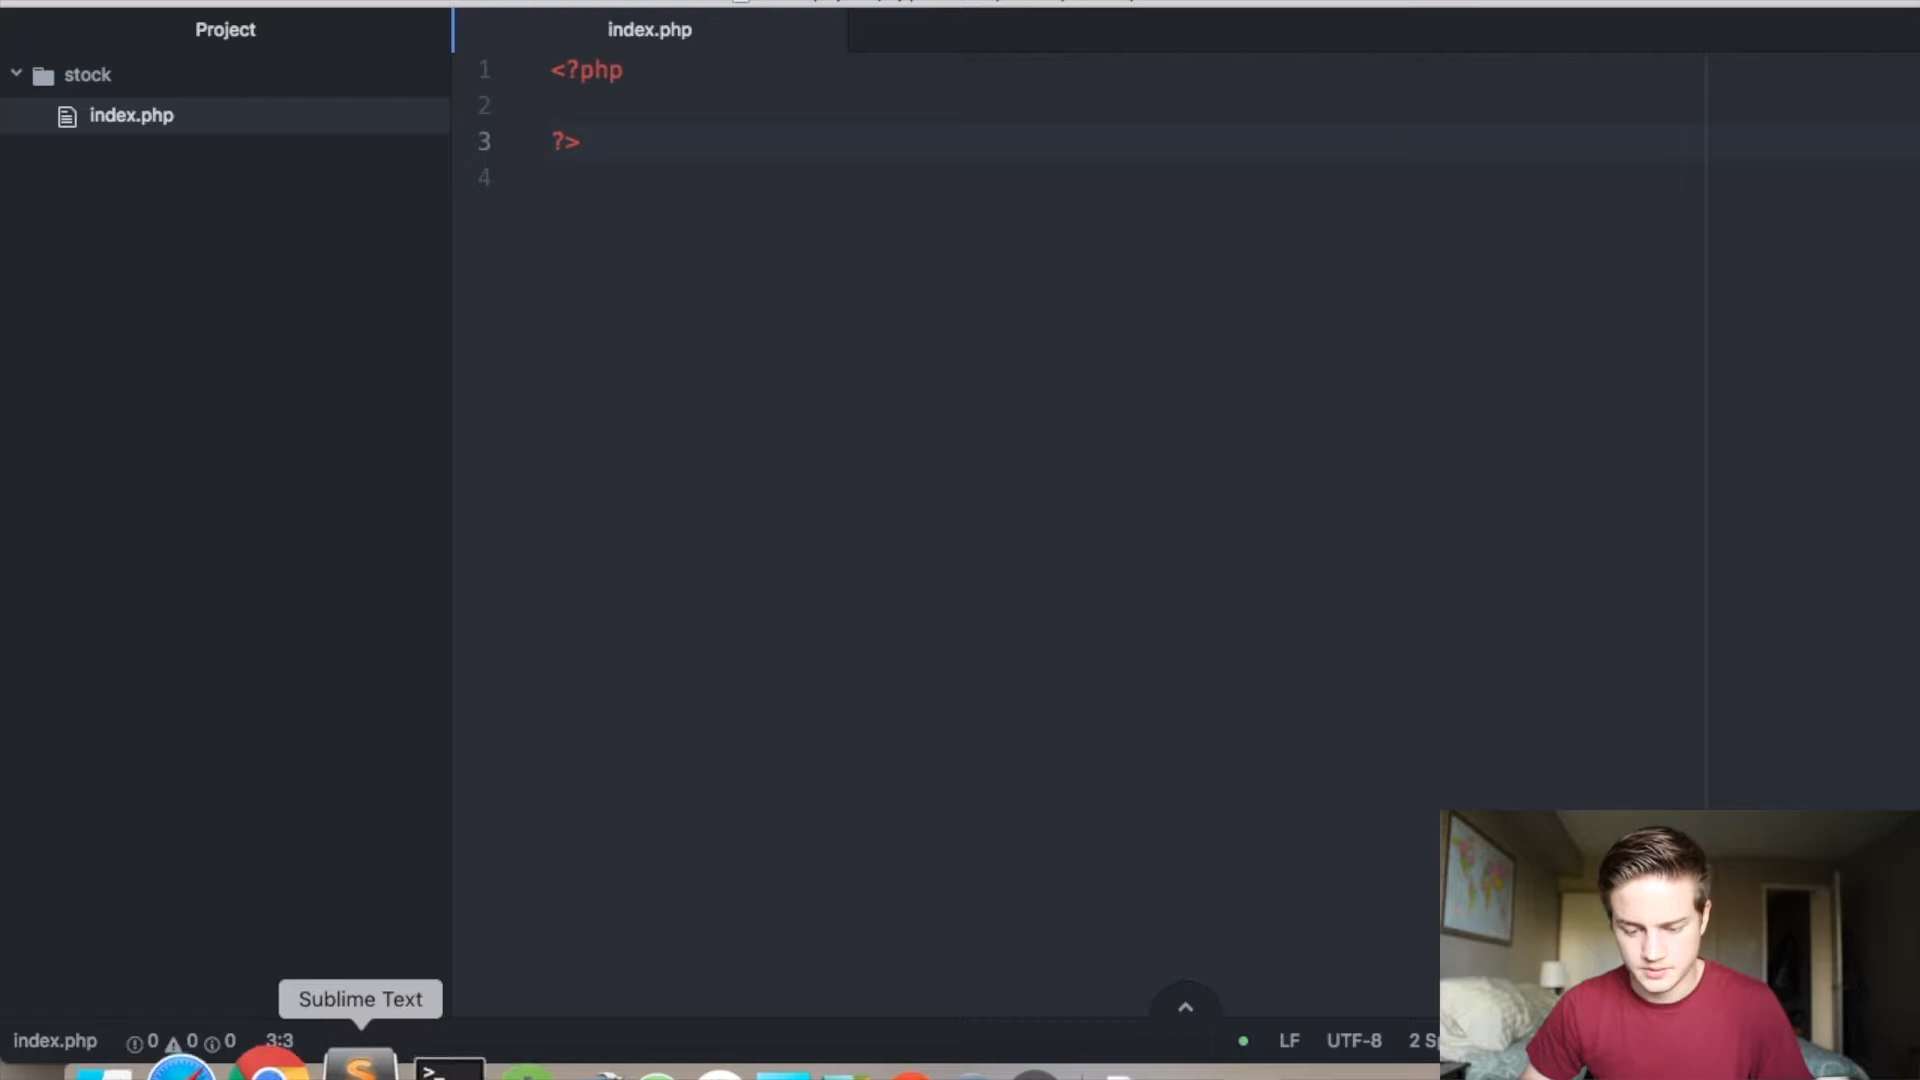 Project
index.php
stock
index.php
1 <?php
2
3 ?>
4
Sublime Text
index.php 0 0 0 3:3
LF UTF-8 2
>_